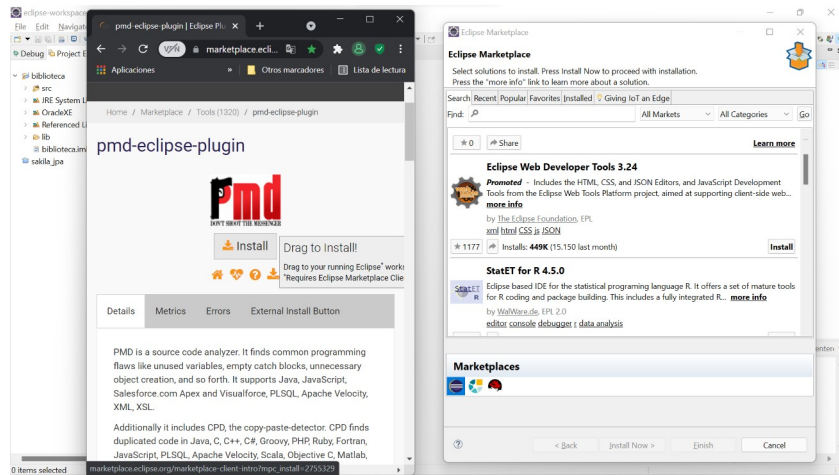 eclipse-workspace
File Edit Navigat
Debug Project E
biblioteca
src
JRE System L
OracleXE
Referenced Li
lib
biblioteca.im
sakila_jpa
0 items selected
pmd-eclipse-plugin | Eclipse Plu
VPN marketplace.ecli...
Aplicaciones » Otros marcadores Lista de lectura
Home / Marketplace / Tools (1320) / pmd-eclipse-plugin
pmd-eclipse-plugin
pmd
DON'T SHOOT THE MESSENGER
Install
Drag to Install!
Drag to your running Eclipse* works
*Requires Eclipse Marketplace Clie
Details Metrics Errors External Install Button
PMD is a source code analyzer. It finds common programming
flaws like unused variables, empty catch blocks, unnecessary
object creation, and so forth. It supports Java, JavaScript,
Salesforce.com Apex and Visualforce, PLSQL, Apache Velocity,
XML, XSL.
Additionally it includes CPD, the copy-paste-detector. CPD finds
duplicated code in Java, C, C++, C#, Groovy, PHP, Ruby, Fortran,
JavaScript, PLSQL, Apache Velocity, Scala, Objective C, Matlab,
marketplace.eclipse.org/marketplace-client-intro?mpc_install=2755329
Eclipse Marketplace
Eclipse Marketplace
Select solutions to install. Press Install Now to proceed with installation.
Press the "more info" link to learn more about a solution.
Search Recent Popular Favorites Installed Giving IoT an Edge
Find: All Markets All Categories Go
0 Share Learn more
Eclipse Web Developer Tools 3.24
Promoted - Includes the HTML, CSS, and JSON Editors, and JavaScript Development
Tools from the Eclipse Web Tools Platform project, aimed at supporting client-side web...
more info
by The Eclipse Foundation, EPL
xml html CSS js JSON
1177 Installs: 449K (15.150 last month) Install
StatET for R 4.5.0
StatET
R
Eclipse based IDE for the statistical programing language R. It offers a set of mature tools
for R coding and package building. This includes a fully integrated R... more info
by WalWare.de, EPL 2.0
editor console debugger r data analysis
Marketplaces
< Back Install Now > Finish Cancel